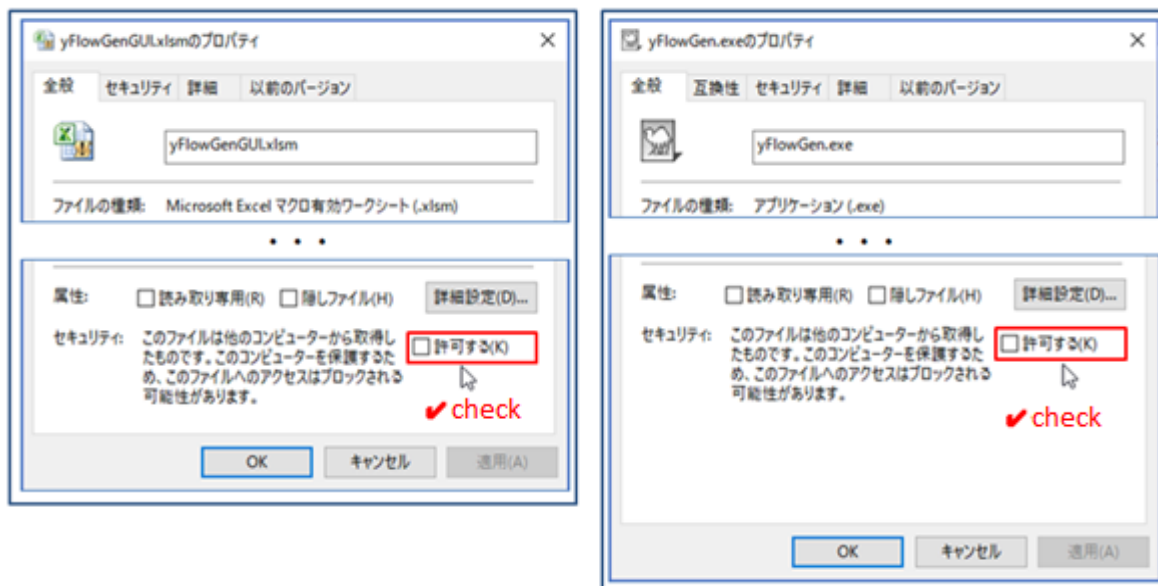 yFlowGenGUI.xlsmのプロパティ
全般 セキュリティ 詳細 以前のバージョン
yFlowGenGUI.xlsm
ファイルの種類: Microsoft Excel マクロ有効ワークシート (.xlsm)
・・・
属性: 読み取り専用(R) 隠しファイル(H) 詳細設定(D)...
セキュリティ: このファイルは他のコンピューターから取得し
たものです。このコンピューターを保護するた
め、このファイルへのアクセスはブロックされる
可能性があります。
許可する(K)
✔ check
OK キャンセル 適用(A)
yFlowGen.exeのプロパティ
全般 互換性 セキュリティ 詳細 以前のバージョン
yFlowGen.exe
ファイルの種類: アプリケーション (.exe)
・・・
属性: 読み取り専用(R) 隠しファイル(H) 詳細設定(D)...
セキュリティ: このファイルは他のコンピューターから取得し
たものです。このコンピューターを保護するた
め、このファイルへのアクセスはブロックされる
可能性があります。
許可する(K)
✔ check
OK キャンセル 適用(A)